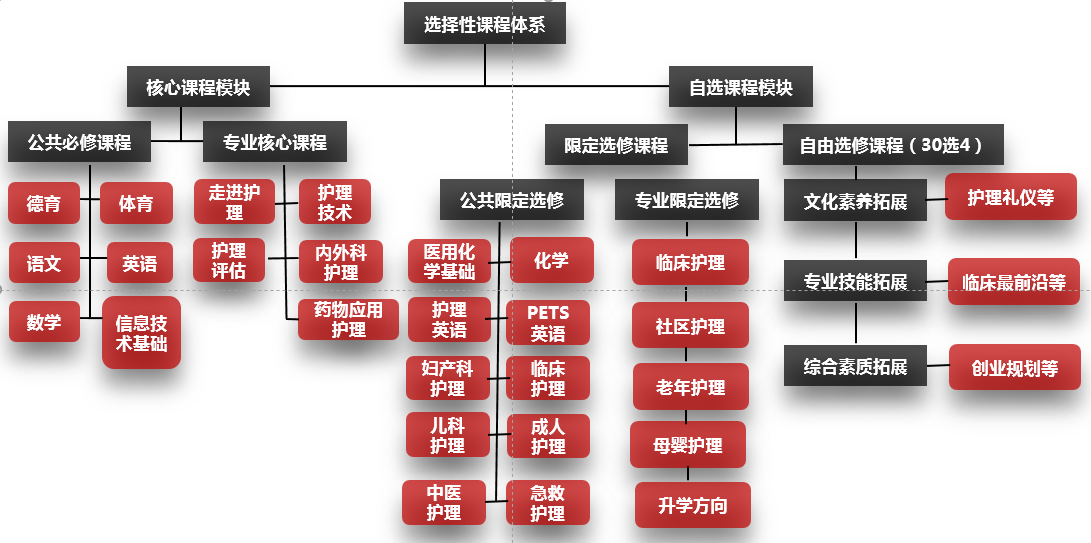 选择性课程体系
核心课程模块
自选课程模块
公共必修课程
专业核心课程
限定选修课程
自由选修课程（30选4）
德育
体育
语文
英语
数学
信息技
术基础
走进护
理
护理
技术
护理
评估
内外科
护理
药物应用
护理
公共限定选修
专业限定选修
医用化
学基础
化学
护理
英语
PETS
英语
妇产科
护理
临床
护理
儿科
护理
成人
护理
中医
护理
急救
护理
临床护理
社区护理
老年护理
母婴护理
升学方向
文化素养拓展
护理礼仪等
专业技能拓展
临床最前沿等
综合素质拓展
创业规划等